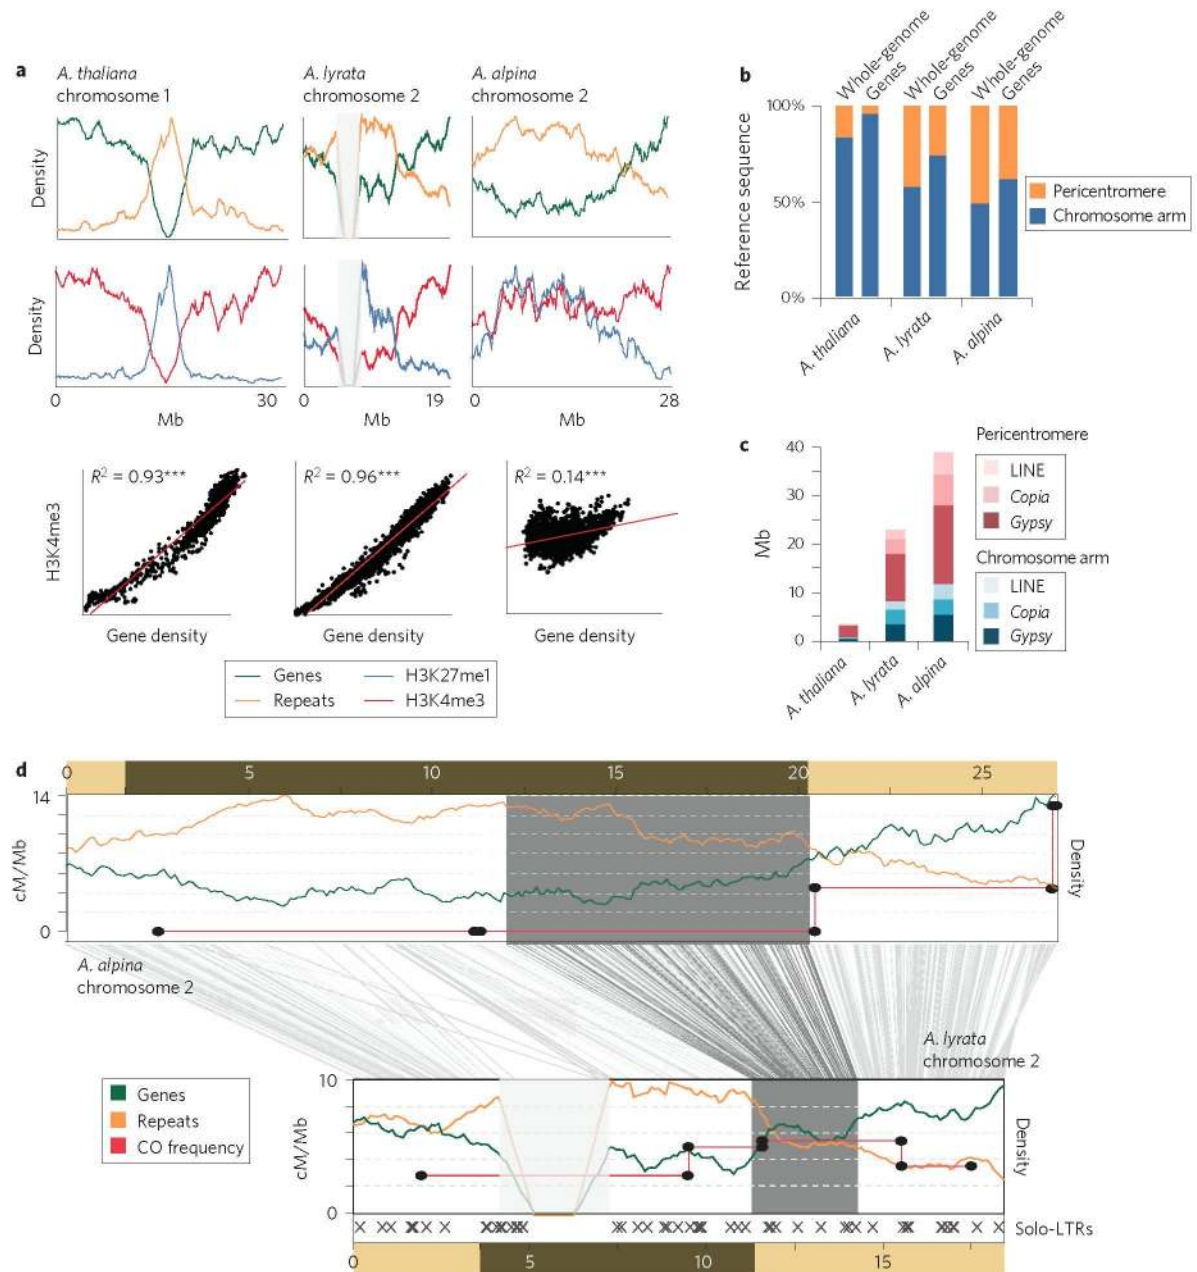 a
A. thaliana
chromosome 1
A. lyrata
chromosome 2
A. alpina
chromosome 2
Density
Density
0
30
0
19
0
28
Mb
Mb
Mb
R² = 0.93***
R² = 0.96***
R² = 0.14***
H3K4me3
Gene density
Gene density
Gene density
Genes
H3K27me1
Repeats
H3K4me3
b
Whole-genome
Genes
Whole-genome
Genes
Whole-genome
Genes
Reference sequence
100%
50%
0%
Pericentromere
Chromosome arm
A. thaliana
A. lyrata
A. alpina
c
Mb
40
30
20
10
0
A. thaliana
A. lyrata
A. alpina
Pericentromere
LINE
Copia
Gypsy
Chromosome arm
LINE
Copia
Gypsy
d
0 5 10 15 20 25
14
cM/Mb
0
Density
A. alpina
chromosome 2
A. lyrata
chromosome 2
Genes
Repeats
CO frequency
10
cM/Mb
0
Density
Solo-LTRs
0 5 10 15